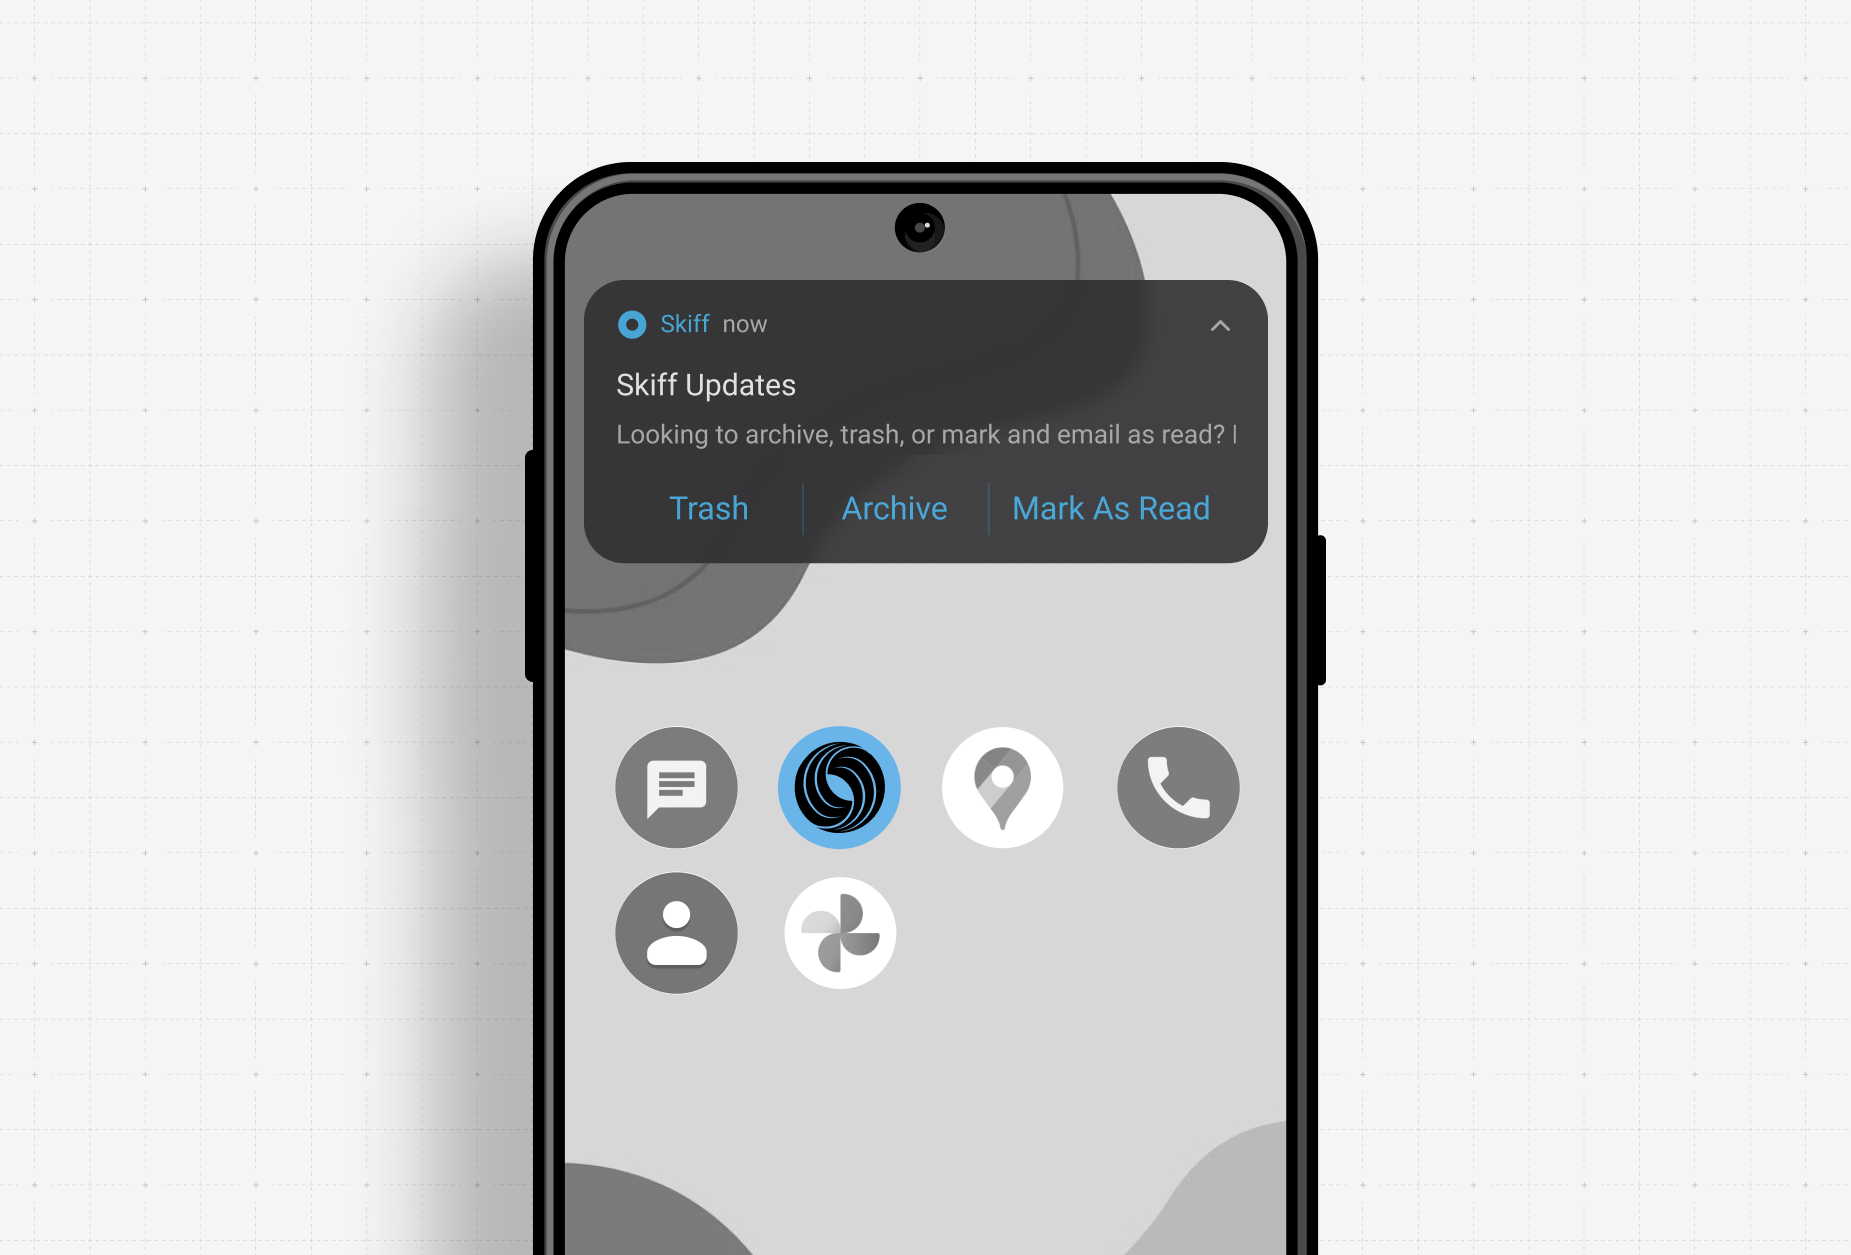 Skiff now
Skiff Updates
Looking to archive, trash, or mark and email as read?
Trash Archive Mark As Read